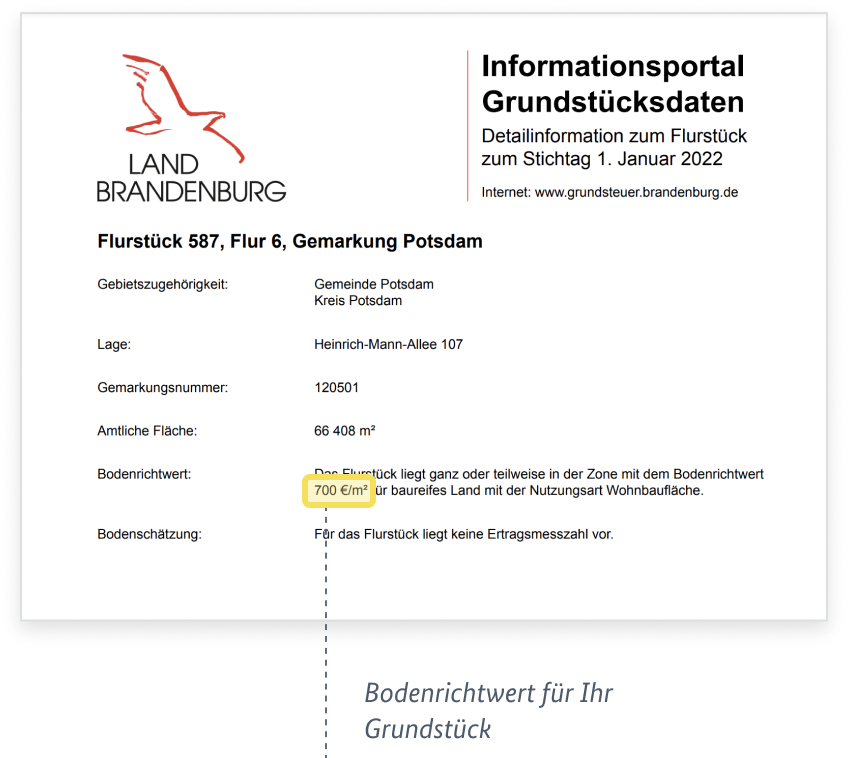 LAND
BRANDENBURG
Informationsportal
Grundstücksdaten
Detailinformation zum Flurstück
zum Stichtag 1. Januar 2022
Internet: www.grundsteuer.brandenburg.de
Flurstück 587, Flur 6, Gemarkung Potsdam
Gebietszugehörigkeit: Gemeinde Potsdam
Kreis Potsdam
Lage: Heinrich-Mann-Allee 107
Gemarkungsnummer: 120501
Amtliche Fläche: 66 408 m²
Bodenrichtwert: Das Flurstück liegt ganz oder teilweise in der Zone mit dem Bodenrichtwert
700 €/m² für baureifes Land mit der Nutzungsart Wohnbaufläche.
Bodenschätzung: Für das Flurstück liegt keine Ertragsmesszahl vor.
Bodenrichtwert für Ihr
Grundstück